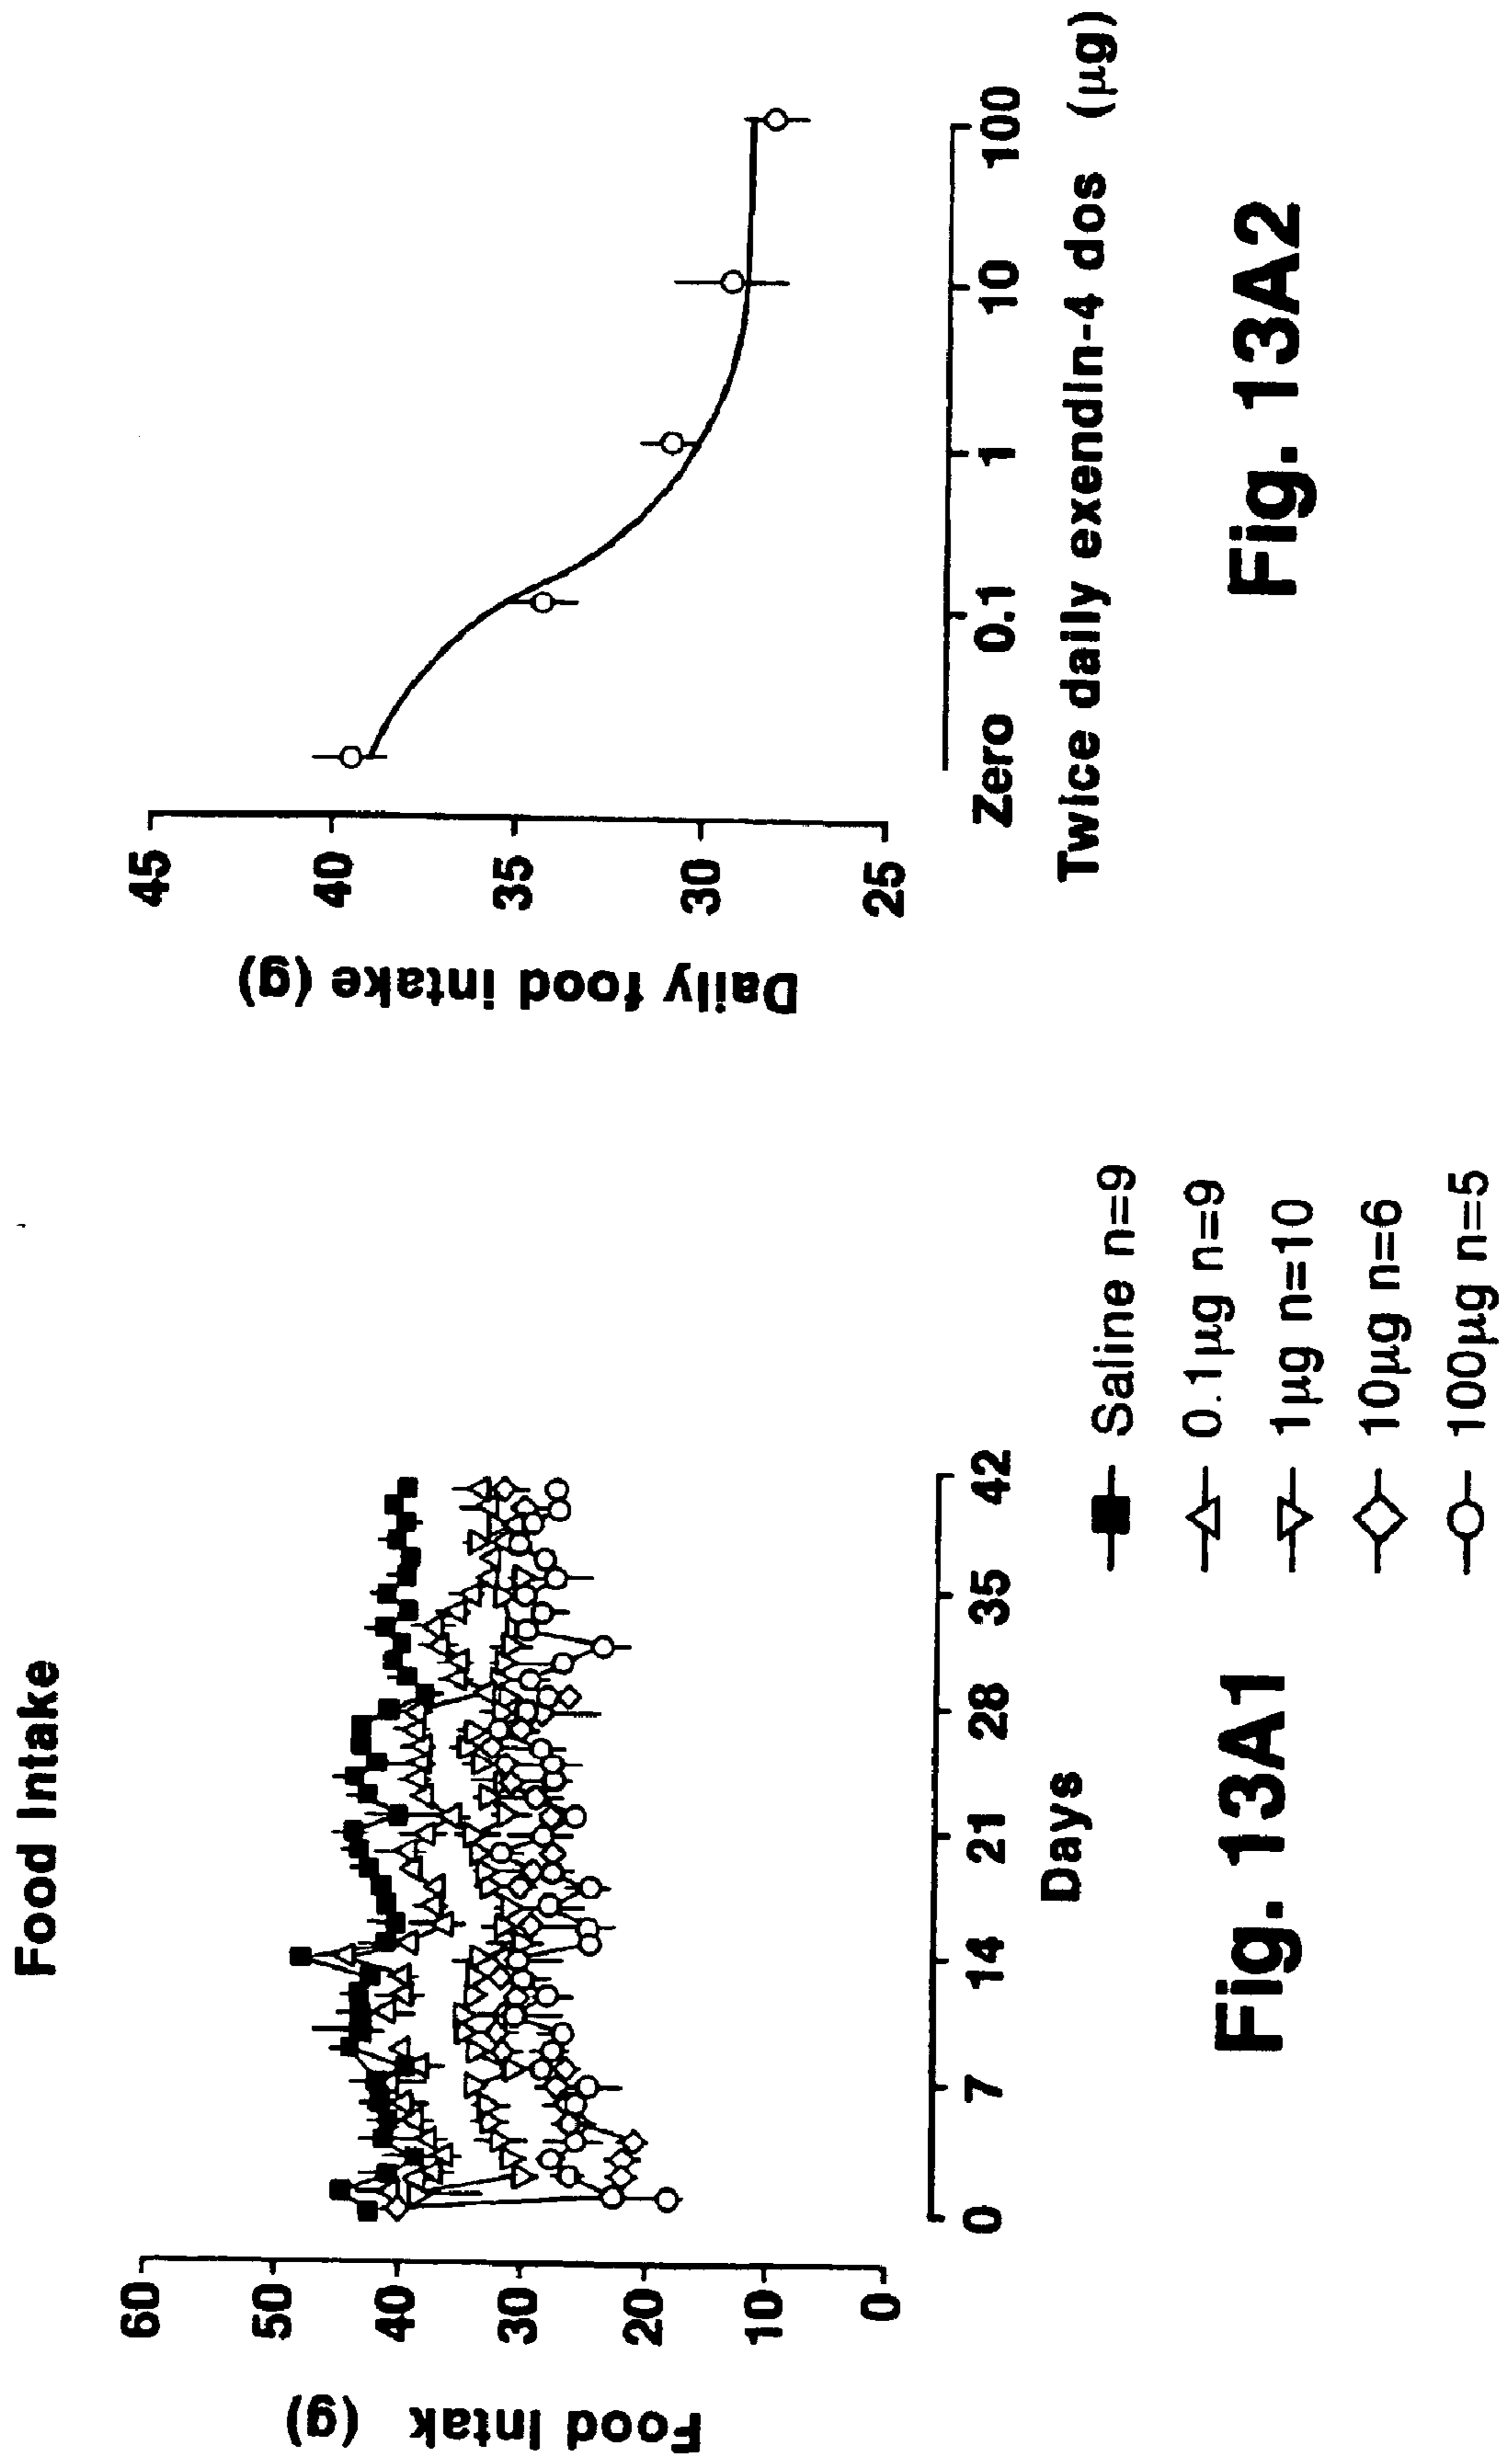 Food Intake
Food Intak (g)
60
50
40
30
20
10
0
0 7 14 21 28 35 42
Days
Saline n=9
0.1µg n=9
1µg n=10
10µg n=6
100µg n=5
Fig. 13A1
Daily food intake (g)
45
40
35
30
25
Zero 0.1 1 10 100
Twice daily exendin-4 dos (µg)
Fig. 13A2